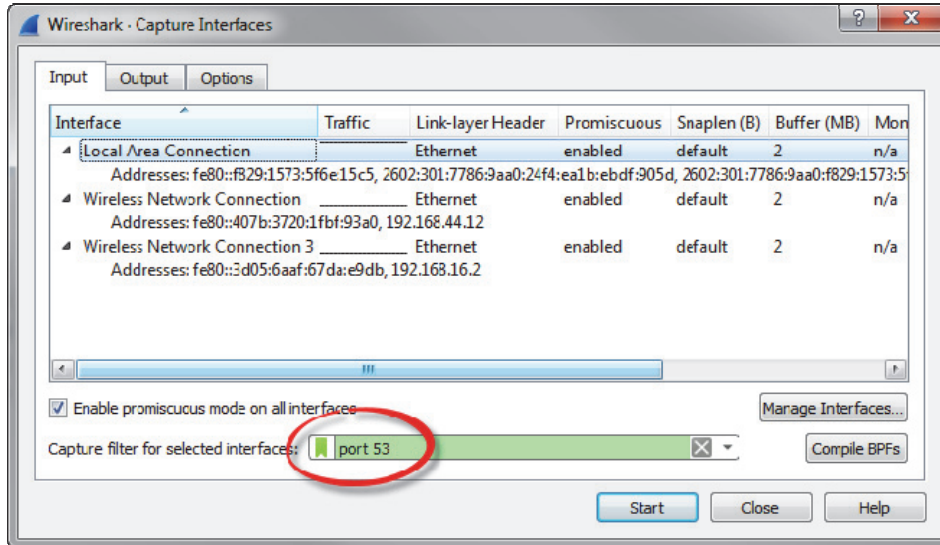 Wireshark · Capture Interfaces
Input Output Options
Interface Traffic Link-layer Header Promiscuous Snaplen (B) Buffer (MB) Mon
Local Area Connection Ethernet enabled default 2 n/a
Addresses: fe80::f829:1573:5f6e:15c5, 2602:301:7786:9aa0:24f4:ea1b:ebdf:905d, 2602:301:7786:9aa0:f829:1573:5
Wireless Network Connection Ethernet enabled default 2 n/a
Addresses: fe80::407b:3720:1fbf:93a0, 192.168.44.12
Wireless Network Connection 3 Ethernet enabled default 2 n/a
Addresses: fe80::3d05:6aaf:67da:e9db, 192.168.16.2
Enable promiscuous mode on all interfaces Manage Interfaces...
Capture filter for selected interfaces: port 53 Compile BPFs
Start Close Help